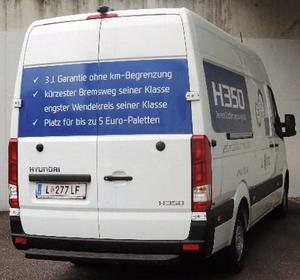 ✓ 3 J. Garantie ohne km-Begrenzung
✓ kürzester Bremsweg seiner Klasse
engster Wendekreis seiner Klasse
✓ Platz für bis zu 5 Euro-Paletten
H350
HYUNDAI
L 277 LF
H350